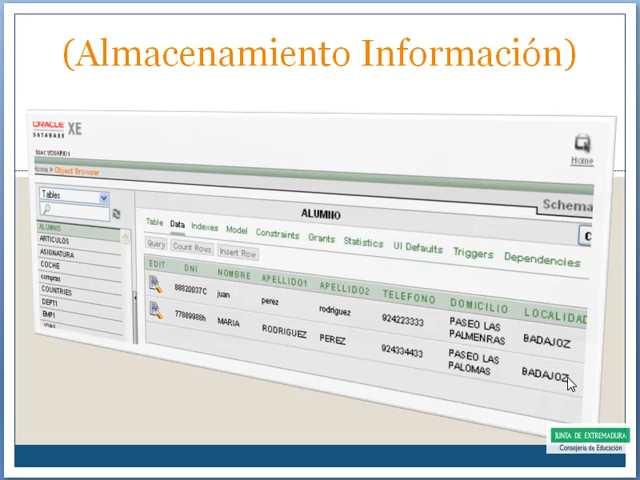 (Almacenamiento Información)
ORACLE XE
DATABASE
User: USUARIO1
Home > Object Browser
Home
Tables
Schema
ALUMNO
ALUMNO
ARTICULOS
ASIGNATURA
COCHE
compras
COUNTRIES
DEPT1
EMP1
Table Data Indexes Model Constraints Grants Statistics UI Defaults Triggers Dependencies
Query Count Rows Insert Row
EDIT DNI NOMBRE APELLIDO1 APELLIDO2 TELEFONO DOMICILIO LOCALIDAD
88820037C juan perez rodriguez 924223333 PASEO LAS PALMENRAS BADAJOZ
77889988h MARIA RODRIGUEZ PEREZ 924334433 PASEO LAS PALOMAS BADAJOZ
JUNTA DE EXTREMADURA
Consejería de Educación